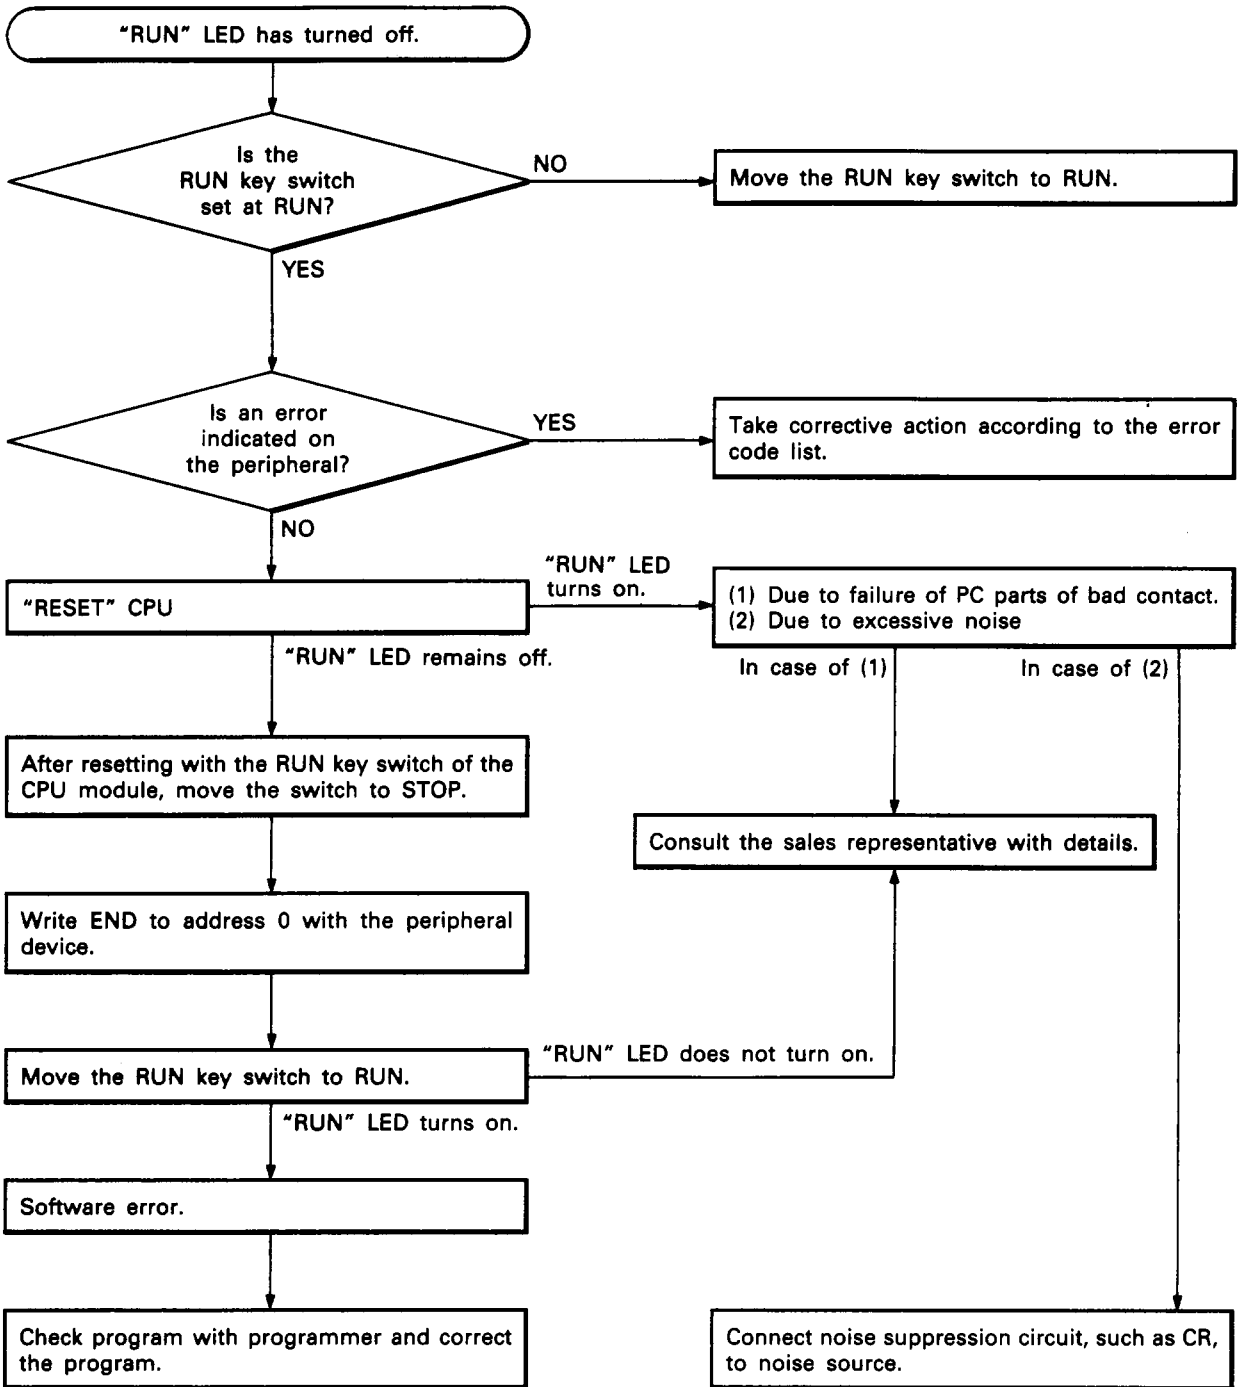 “RUN” LED has turned off.
Is the
RUN key switch
set at RUN?
NO
Move the RUN key switch to RUN.
YES
Is an error
indicated on
the peripheral?
YES
Take corrective action according to the error
code list.
NO
“RESET” CPU
“RUN” LED
turns on.
(1) Due to failure of PC parts of bad contact.
(2) Due to excessive noise
“RUN” LED remains off.
In case of (1)
In case of (2)
After resetting with the RUN key switch of the
CPU module, move the switch to STOP.
Consult the sales representative with details.
Write END to address 0 with the peripheral
device.
Move the RUN key switch to RUN.
“RUN” LED does not turn on.
“RUN” LED turns on.
Software error.
Check program with programmer and correct
the program.
Connect noise suppression circuit, such as CR,
to noise source.